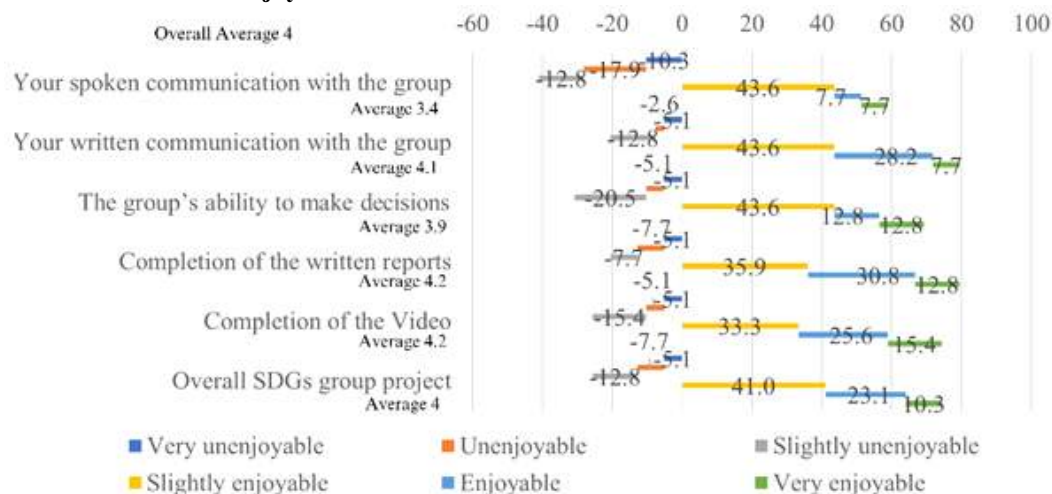 -60 -40 -20 0 20 40 60 80 100
Overall Average 4
-10.3
-17.9
Your spoken communication with the group -12.8 43.6 7.7 7.7
Average 3.4
-5.1
-2.6
Your written communication with the group -12.8 43.6 28.2 7.7
Average 4.1
-5.1
-5.1
The group's ability to make decisions -20.5 43.6 12.8 12.8
Average 3.9
-5.1
-7.7
Completion of the written reports -7.7 35.9 30.8 12.8
Average 4.2
-5.1
-5.1
Completion of the Video -15.4 33.3 25.6 15.4
Average 4.2
-5.1
-7.7
Overall SDGs group project -12.8 41.0 23.1 10.3
Average 4
Very unenjoyable Unenjoyable Slightly unenjoyable
Slightly enjoyable Enjoyable Very enjoyable